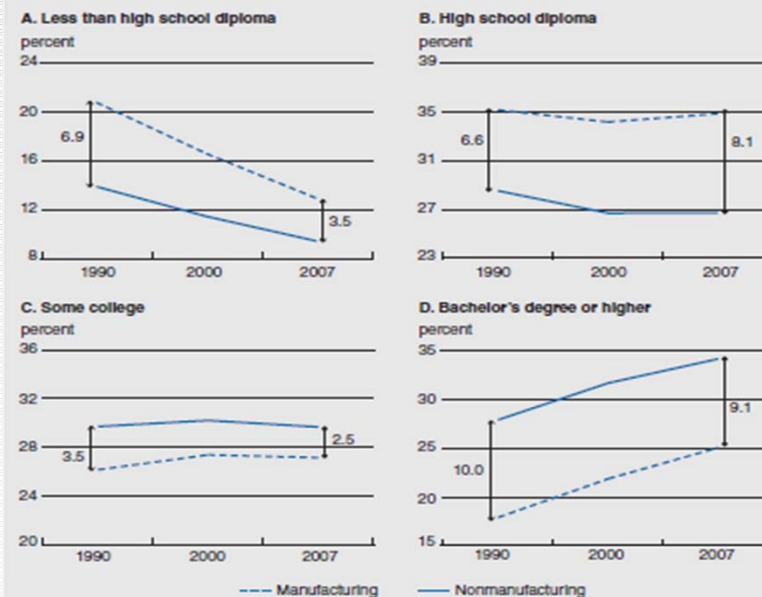 A. Less than high school diploma
percent
24
20
16
12
8
6.9
3.5
1990 2000 2007
B. High school diploma
percent
39
35
31
27
23
6.6
8.1
1990 2000 2007
C. Some college
percent
36
32
28
24
20
3.5
2.5
1990 2000 2007
D. Bachelor's degree or higher
percent
35
30
25
20
15
10.0
9.1
1990 2000 2007
Manufacturing Nonmanufacturing